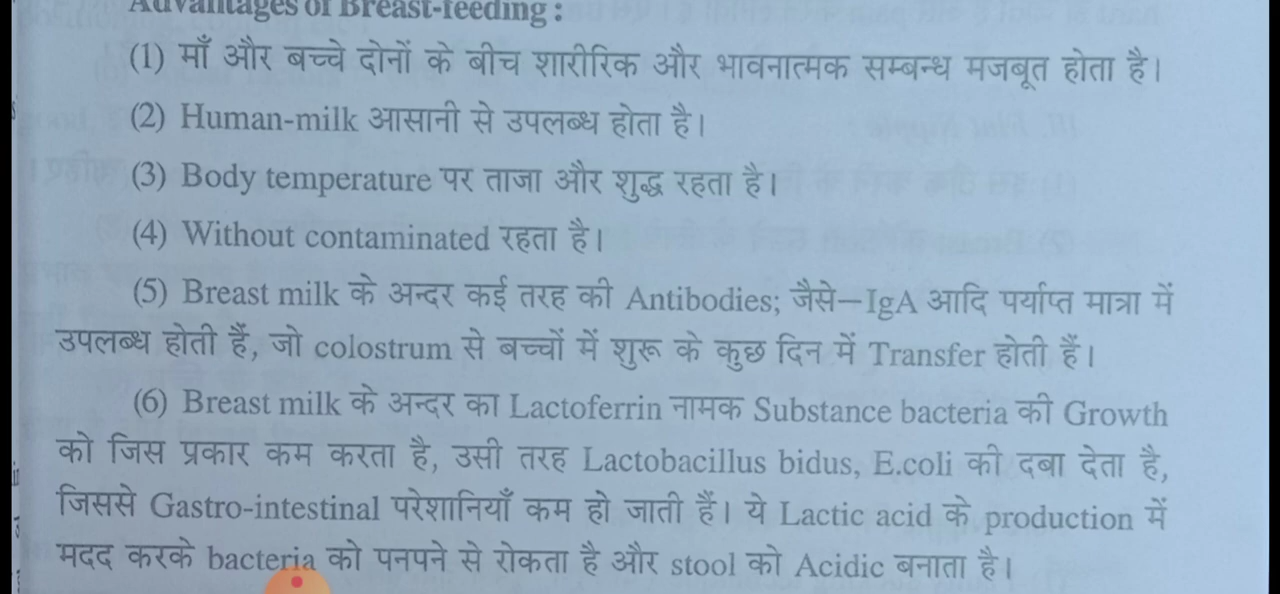 Advantages of Breast-feeding :
(1) माँ और बच्चे दोनों के बीच शारीरिक और भावनात्मक सम्बन्ध मजबूत होता है।
(2) Human-milk आसानी से उपलब्ध होता है।
(3) Body temperature पर ताजा और शुद्ध रहता है।
(4) Without contaminated रहता है।
(5) Breast milk के अन्दर कई तरह की Antibodies; जैसे–IgA आदि पर्याप्त मात्रा में
उपलब्ध होती हैं, जो colostrum से बच्चों में शुरू के कुछ दिन में Transfer होती हैं।
(6) Breast milk के अन्दर का Lactoferrin नामक Substance bacteria की Growth
को जिस प्रकार कम करता है, उसी तरह Lactobacillus bidus, E.coli को दबा देता है,
जिससे Gastro-intestinal परेशानियाँ कम हो जाती हैं। ये Lactic acid के production में
मदद करके bacteria को पनपने से रोकता है और stool को Acidic बनाता है।